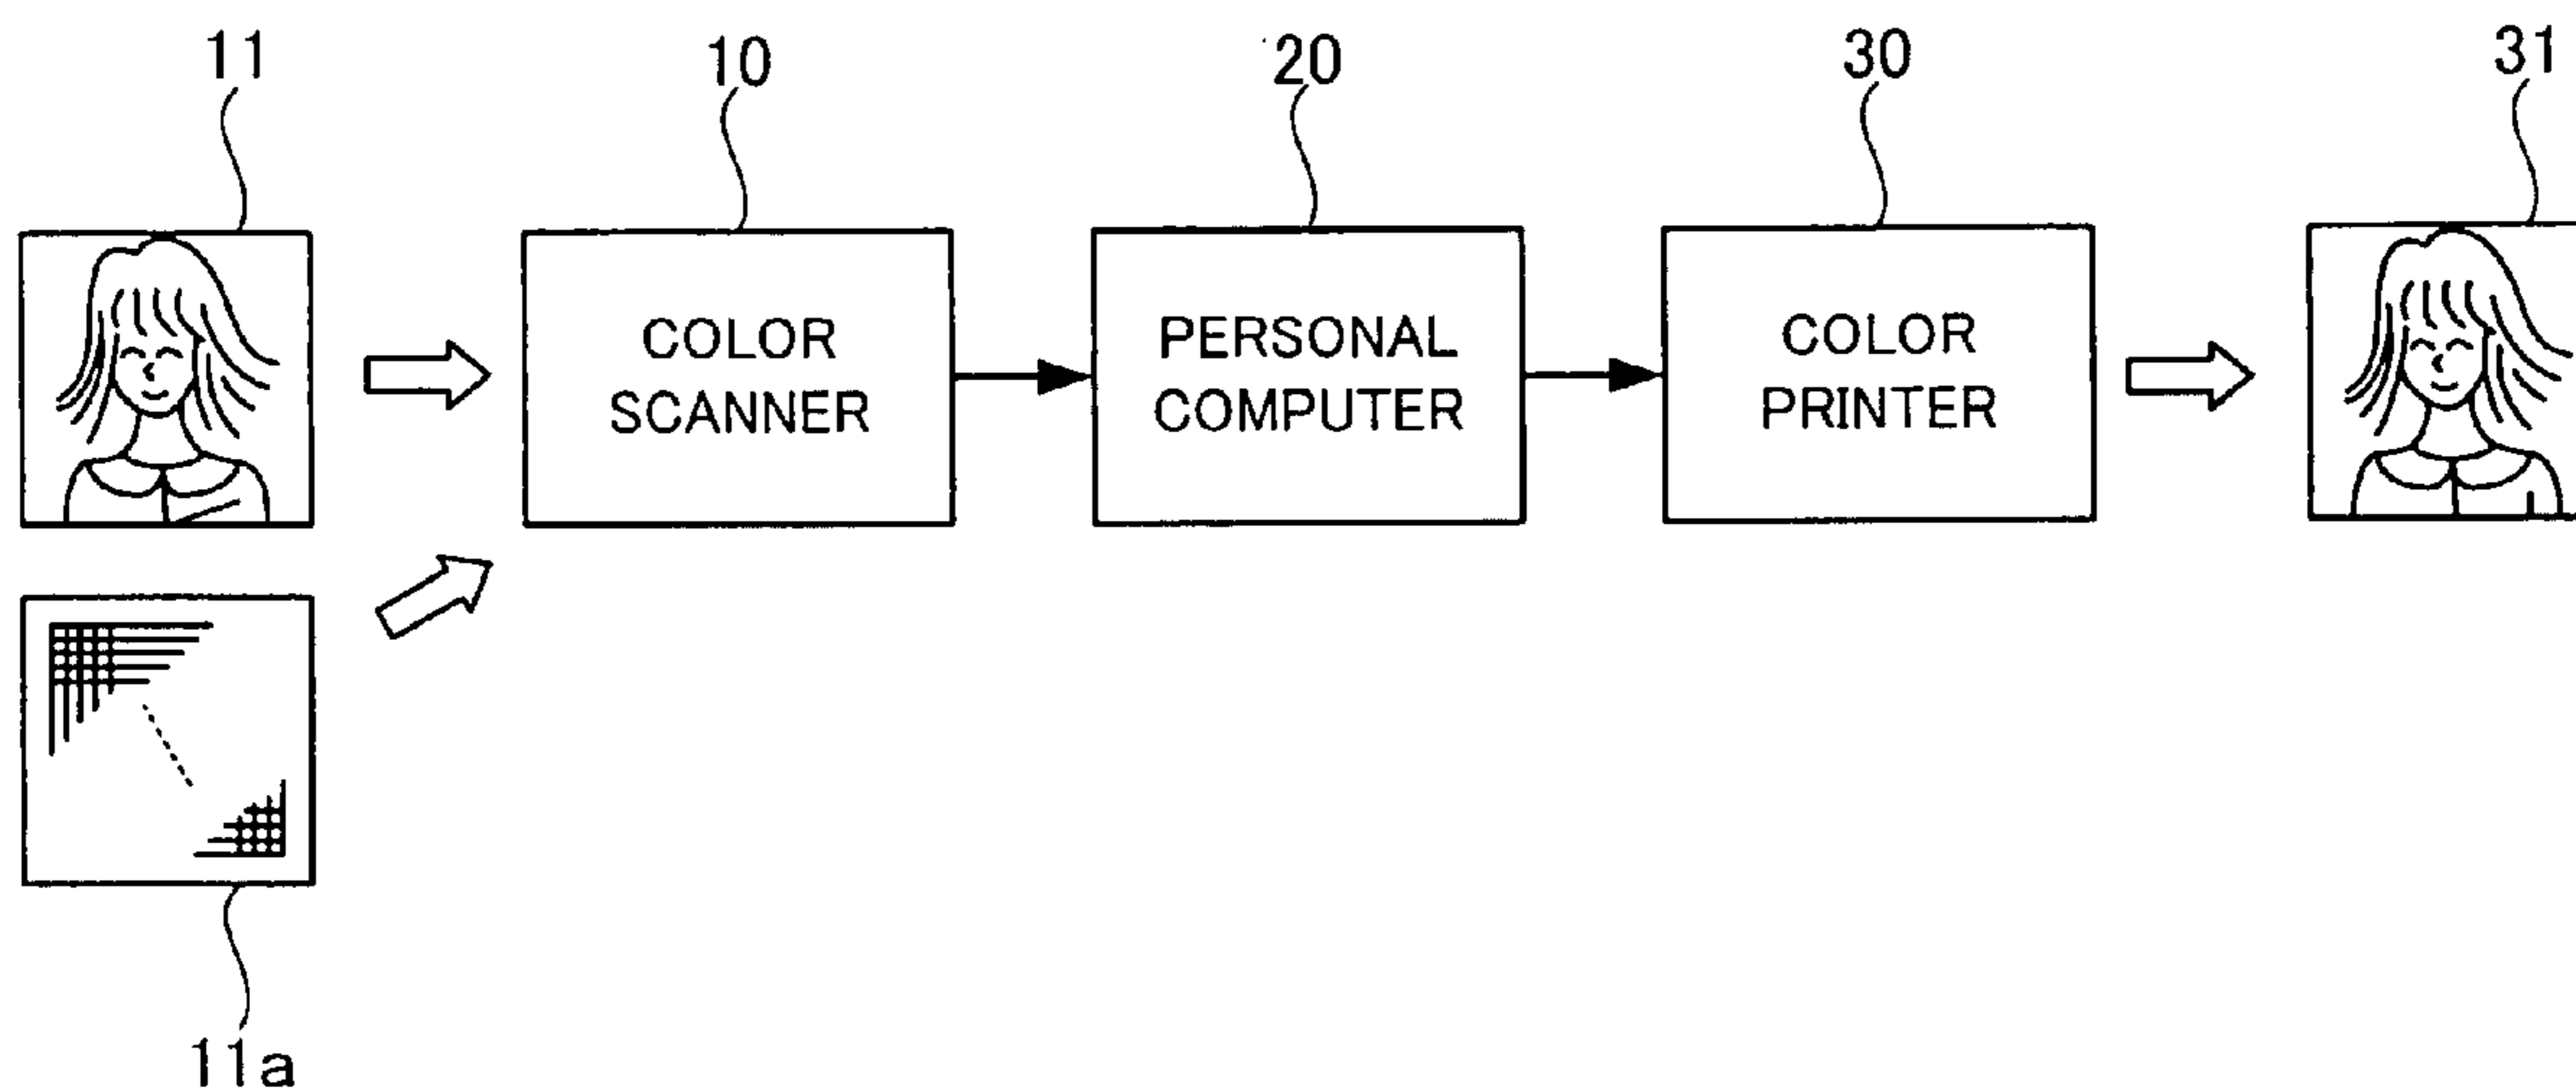 11
10
20
30
31
COLOR
SCANNER
PERSONAL
COMPUTER
COLOR
PRINTER
11a